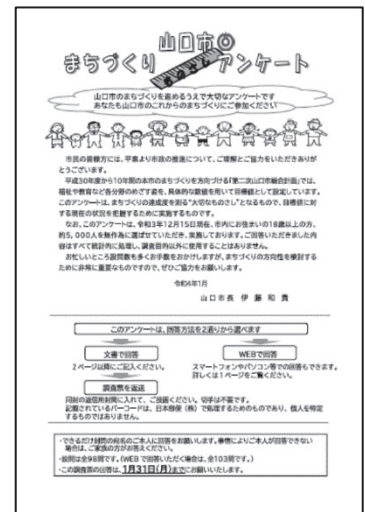 山口市の
まちづくり アンケート
山口市のまちづくりを進めるうえで大切なアンケートです
あなたも山口市のこれからのまちづくりにご参加ください
市民の皆様方には、平素より市政の推進について、ご理解とご協力をいただきありが
とうございます。
平成30年度から10年間の本市のまちづくりを方向づける「第二次山口市総合計画」では、
福祉や教育など各分野のめざす姿を、具体的な数値を用いて目標値として設定しています。
このアンケートは、まちづくりの達成度を測る“大切なものさし”となるもので、目標値に対
する現在の状況を把握するために実施するものです。
なお、このアンケートは、令和3年12月15日現在、市内にお住まいの18歳以上の方、
約5,000人を無作為に選ばせていただき、実施しております。ご回答いただきました内
容はすべて統計的に処理し、調査目的以外に使用することはありません。
お忙しいところ設問数も多くお手数をおかけしますが、まちづくりの方向性を検討する
ために非常に重要なものですので、ぜひご協力をお願いします。
令和4年1月
山口市長 伊藤和貴
このアンケートは、回答方法を2通りから選べます
文書で回答
WEBで回答
2ページ以降にご記入ください。
スマートフォンやパソコン等での回答もできます。
詳しくは1ページをご覧ください。
調査票を返送
同封の返信用封筒に入れて、ご投函ください。切手は不要です。
記載されているバーコードは、日本郵便(株)で処理するためのものであり、個人を特定
するものではありません。
・できるだけ封筒の宛名のご本人に回答をお願いします。事情によりご本人が回答できない
場合は、ご家族の方がお答えください。
・設問は全98問です。(WEBで回答いただく場合は、全103問です。)
・この調査票の回答は、1月31日(月)までにお願いいたします。